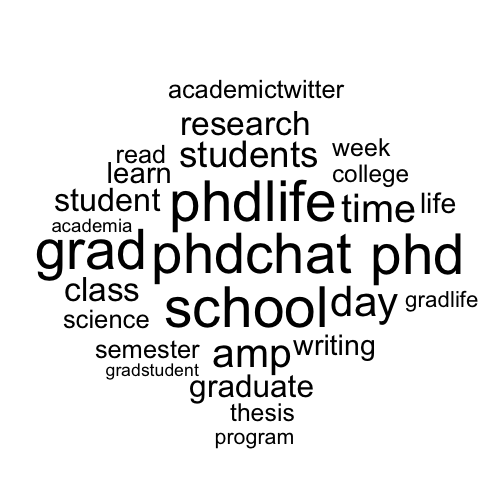 academictwitter
research
read students week
learn college
student phdlife time life
academia
grad phdchat phd
class school day gradlife
science
semester amp writing
gradstudent
graduate
thesis
program